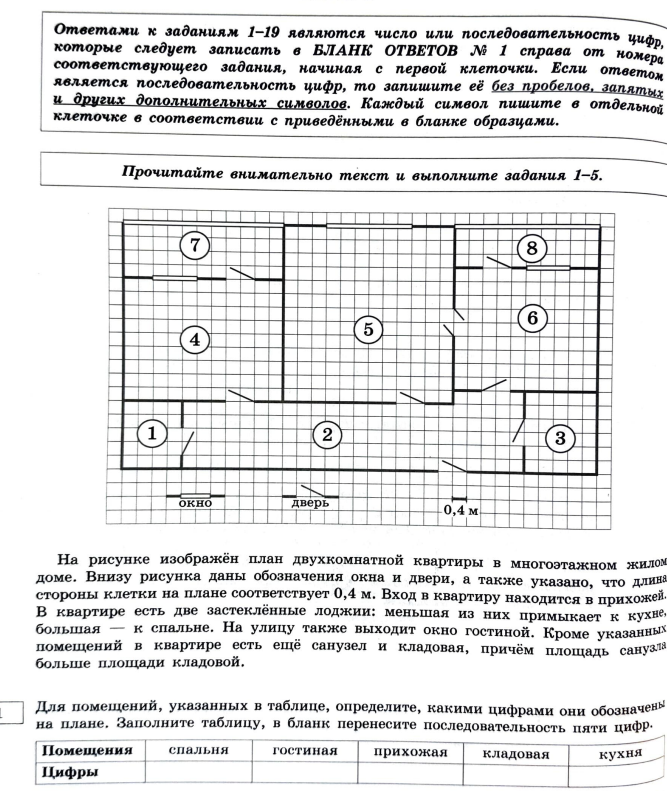 Ответами к заданиям 1–19 являются число или последовательность цифр,
которые следует записать в БЛАНК ОТВЕТОВ № 1 справа от номера
соответствующего задания, начиная с первой клеточки. Если ответом
является последовательность цифр, то запишите её без пробелов, запятых
и других дополнительных символов. Каждый символ пишите в отдельной
клеточке в соответствии с приведёнными в бланке образцами.
Прочитайте внимательно текст и выполните задания 1–5.
7
8
6
5
4
1
2
3
окно
дверь
0,4 м
На рисунке изображён план двухкомнатной квартиры в многоэтажном жилом
доме. Внизу рисунка даны обозначения окна и двери, а также указано, что длина
стороны клетки на плане соответствует 0,4 м. Вход в квартиру находится в прихожей.
В квартире есть две застеклённые лоджии: меньшая из них примыкает к кухне,
большая — к спальне. На улицу также выходит окно гостиной. Кроме указанных
помещений в квартире есть ещё санузел и кладовая, причём площадь санузла
больше площади кладовой.
1
Для помещений, указанных в таблице, определите, какими цифрами они обозначены
на плане. Заполните таблицу, в бланк перенесите последовательность пяти цифр.
Помещения спальня гостиная прихожая кладовая кухня
Цифры